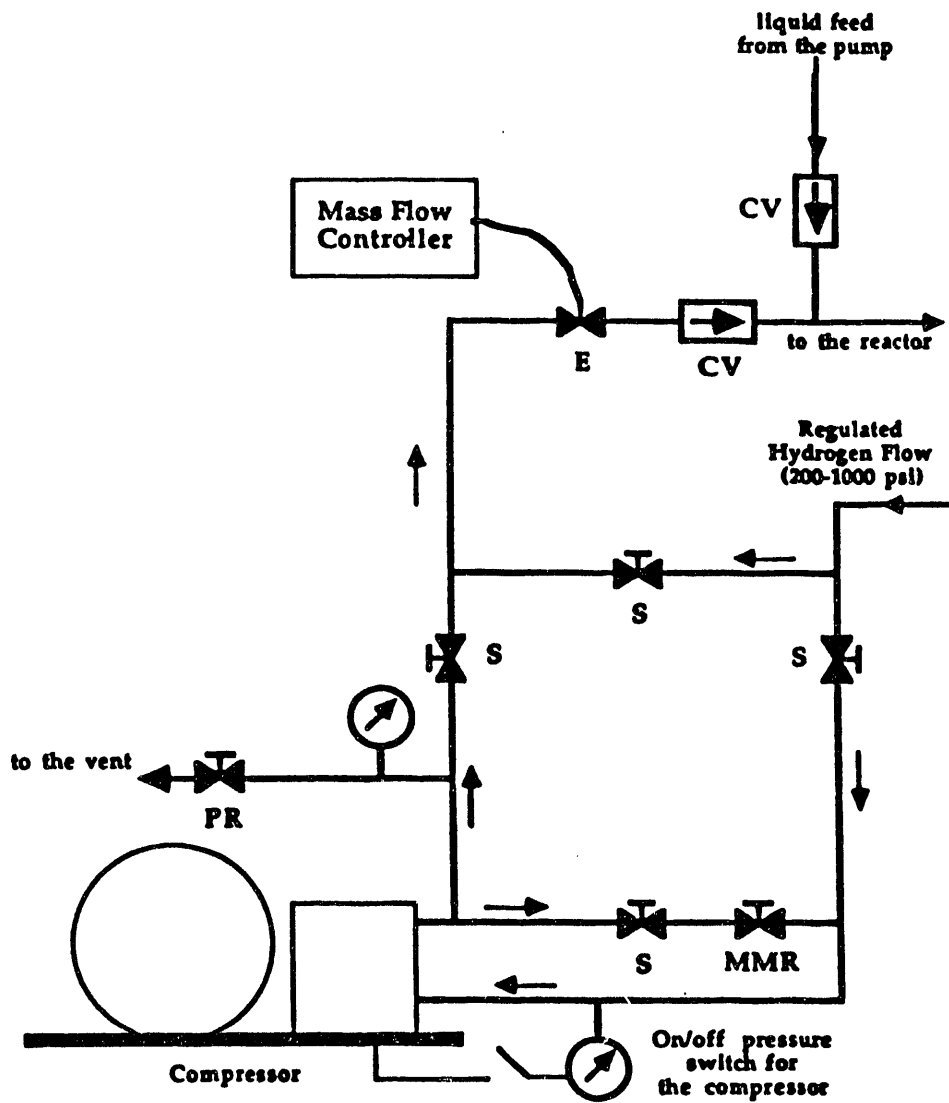 liquid feed
from the pump
CV
Mass Flow
Controller
E
CV
to the reactor
Regulated
Hydrogen Flow
(200-1000 psi)
S
S
S
to the vent
PR
S
MMR
On/off pressure
switch for
the compressor
Compressor